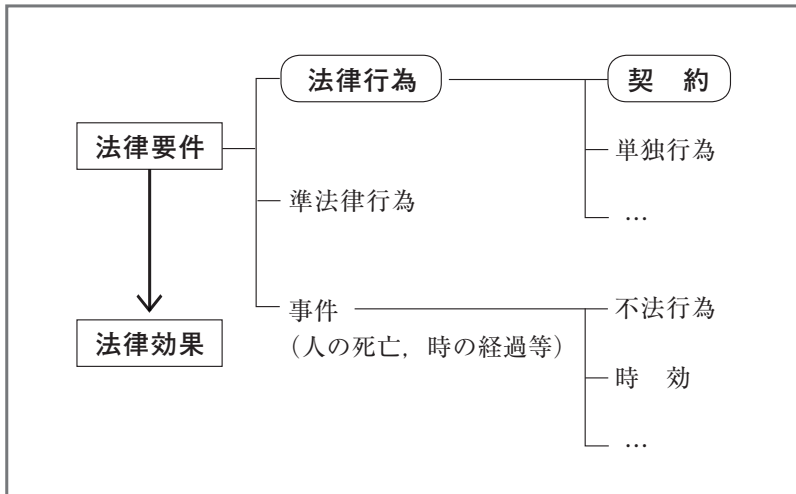 法律行為
契　約
法律要件
単独行為
準法律行為
…
事件
不法行為
法律効果
（人の死亡，時の経過等）
時　効
…